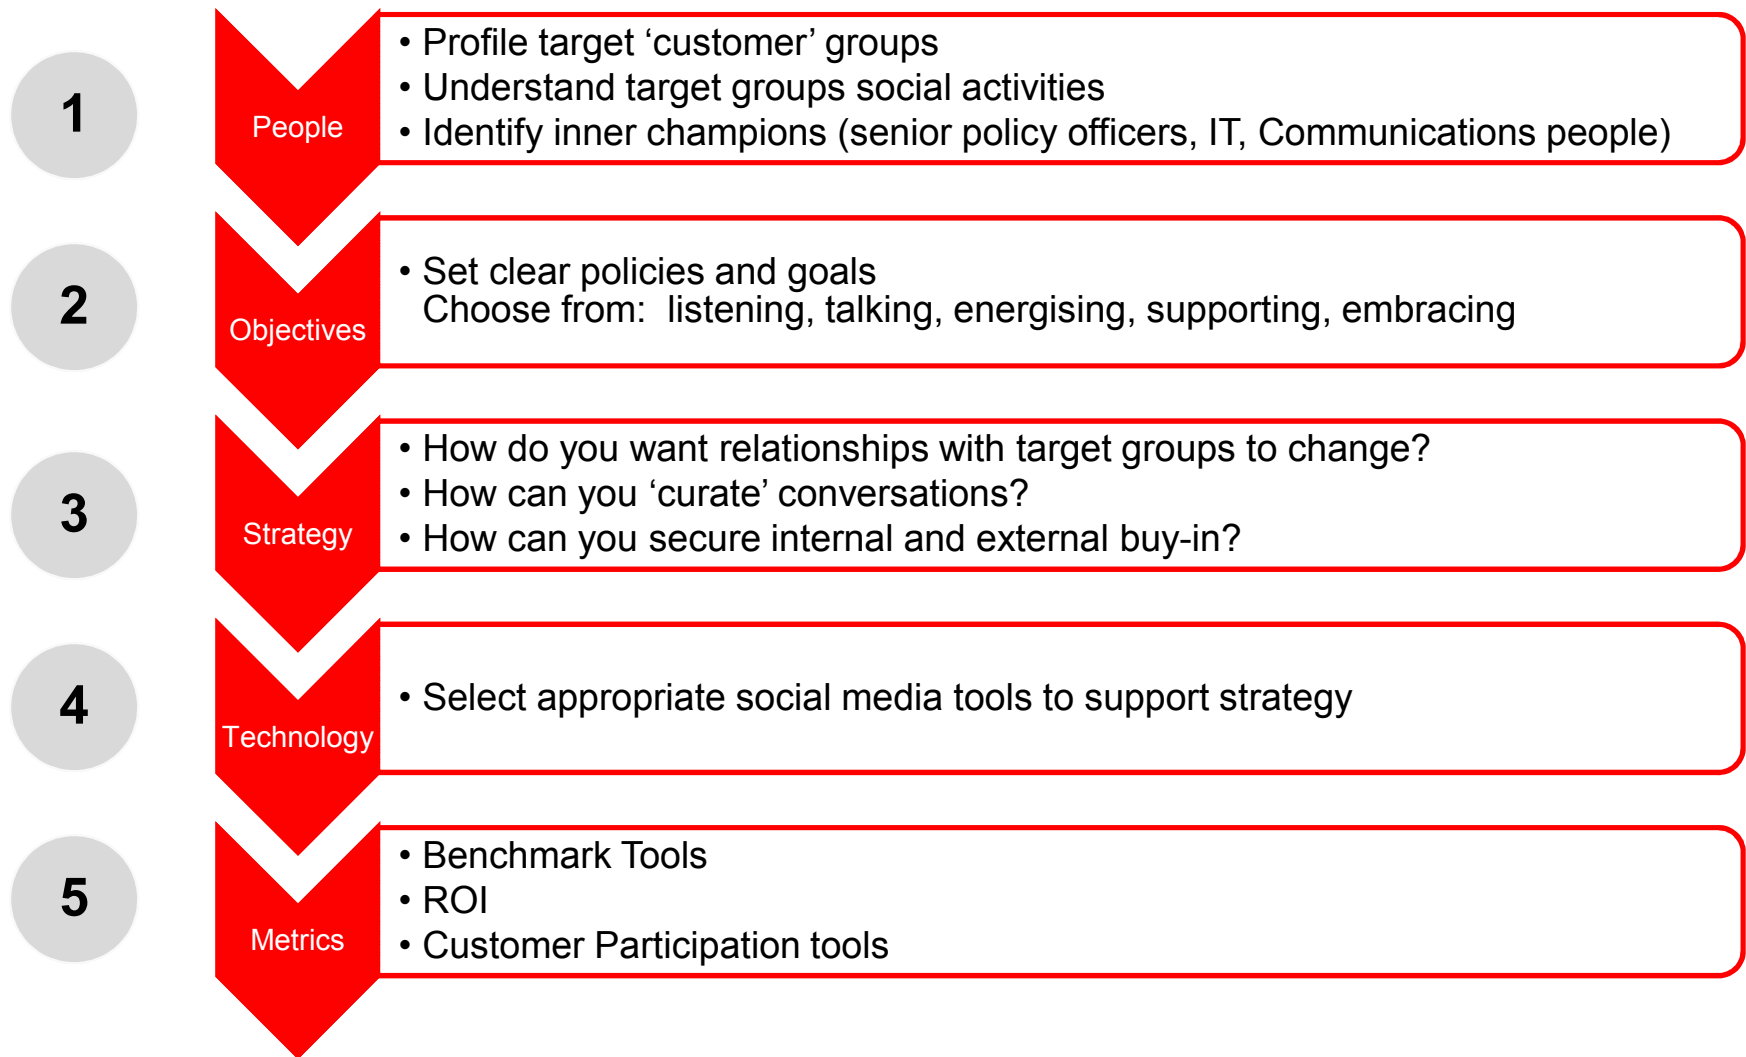 1
People
• Profile target ‘customer’ groups
• Understand target groups social activities
• Identify inner champions (senior policy officers, IT, Communications people)
2
Objectives
• Set clear policies and goals
Choose from:  listening, talking, energising, supporting, embracing
3
Strategy
• How do you want relationships with target groups to change?
• How can you ‘curate’ conversations?
• How can you secure internal and external buy-in?
4
Technology
• Select appropriate social media tools to support strategy
5
Metrics
• Benchmark Tools
• ROI
• Customer Participation tools